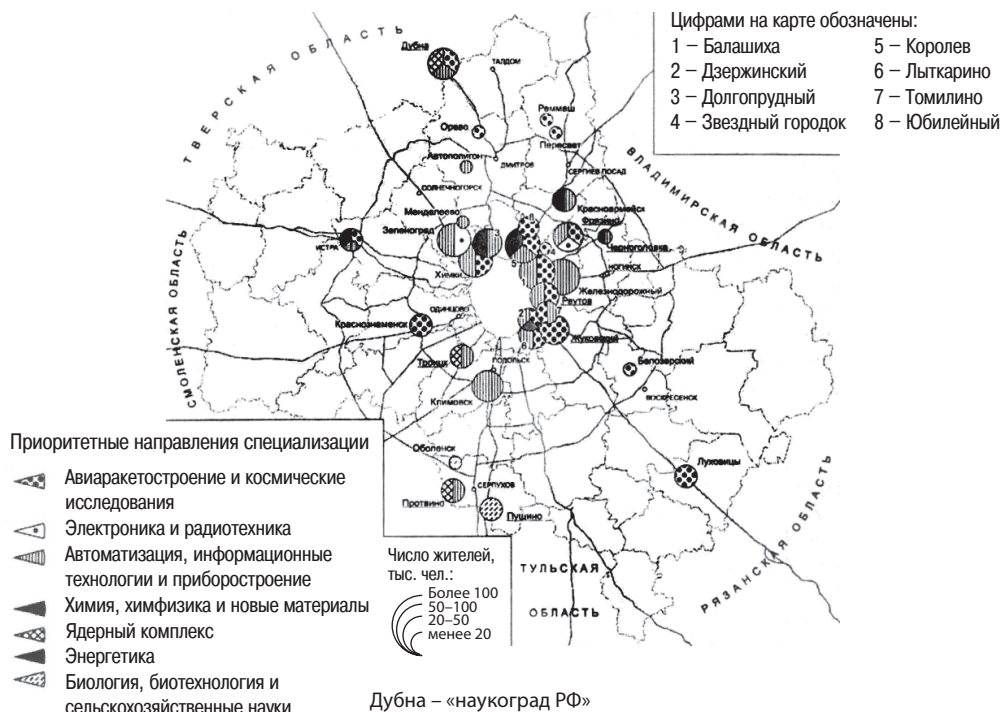 Цифрами на карте обозначены:
1 – Балашиха
2 – Дзержинский
3 – Долгопрудный
4 – Звездный городок
5 – Королев
6 – Лыткарино
7 – Томилино
8 – Юбилейный
ТВЕРСКАЯ ОБЛАСТЬ
Дубна
ТАЛДОМ
Реммаш
Орево
Пересвет
Автополигон
ДМИТРОВ
СЕРГИЕВ ПОСАД
ВЛАДИМИРСКАЯ ОБЛАСТЬ
СОЛНЕЧНОГОРСК
Красноармейск
Менделеево
Фрязино
Зеленоград
Черноголовка
ИСТРА
НОГИНСК
Химки
Железнодорожный
Реутов
СМОЛЕНСКАЯ ОБЛАСТЬ
ОДИНЦОВО
Краснознаменск
Жуковский
Троицк
ПОДОЛЬСК
Белозерский
ВОСКРЕСЕНСК
Климовск
Оболенск
Луховицы
Протвино
СЕРПУХОВ
Пущино
ТУЛЬСКАЯ
ОБЛАСТЬ
РЯЗАНСКАЯ ОБЛАСТЬ
Приоритетные направления специализации
Авиаракетостроение и космические
исследования
Электроника и радиотехника
Автоматизация, информационные
технологии и приборостроение
Химия, химфизика и новые материалы
Ядерный комплекс
Энергетика
Биология, биотехнология и
сельскохозяйственные науки
Число жителей,
тыс. чел.:
Более 100
50–100
20–50
менее 20
Дубна – «наукоград РФ»